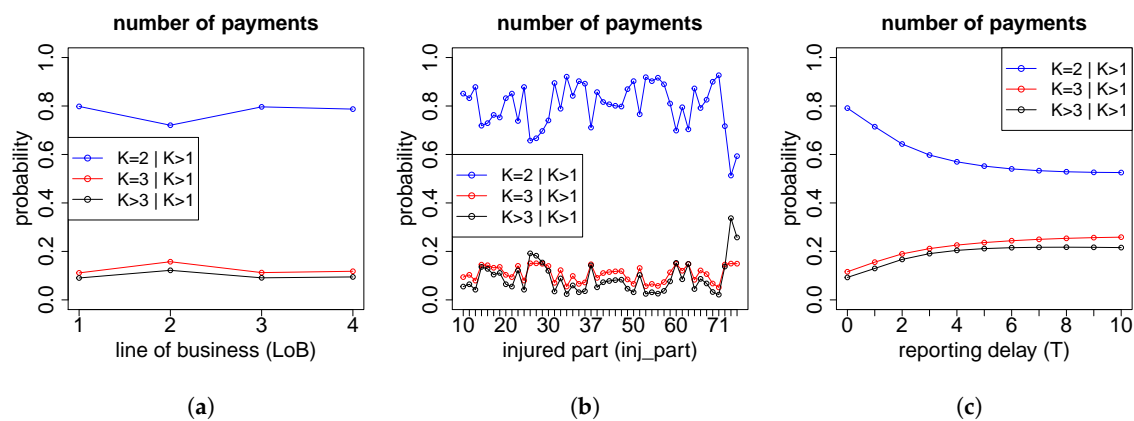 number of payments
probability
0.0 0.2 0.4 0.6 0.8 1.0
K=2 | K>1
K=3 | K>1
K>3 | K>1
1 2 3 4
line of business (LoB)
(a)
number of payments
probability
0.0 0.2 0.4 0.6 0.8 1.0
K=2 | K>1
K=3 | K>1
K>3 | K>1
10 20 30 37 50 60 71
injured part (inj_part)
(b)
number of payments
probability
0.0 0.2 0.4 0.6 0.8 1.0
K=2 | K>1
K=3 | K>1
K>3 | K>1
0 2 4 6 8 10
reporting delay (T)
(c)